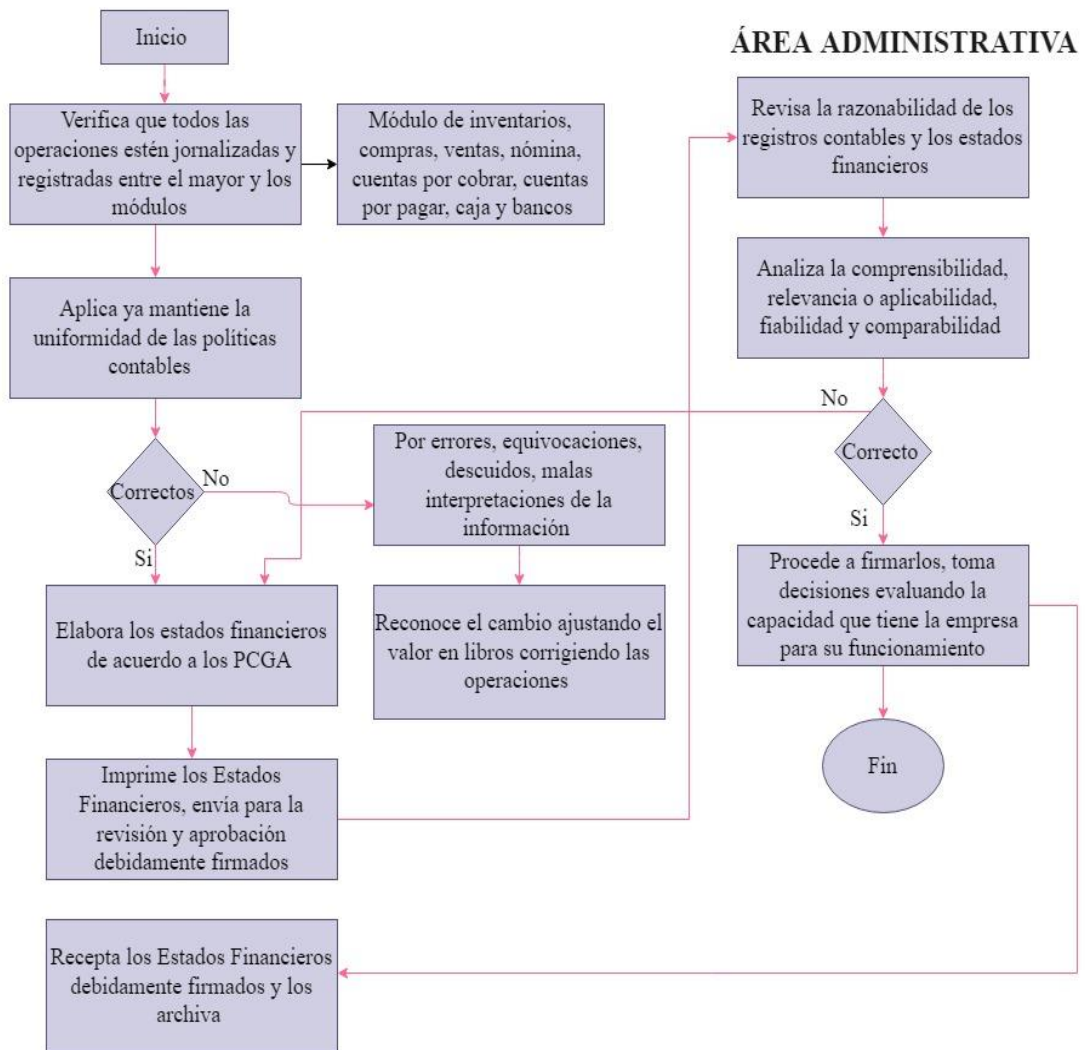 Inicio
Verifica que todos las
operaciones estén jornalizadas y
registradas entre el mayor y los
módulos
Módulo de inventarios,
compras, ventas, nómina,
cuentas por cobrar, cuentas
por pagar, caja y bancos
Aplica ya mantiene la
uniformidad de las políticas
contables
Correctos
No
Si
Por errores, equivocaciones,
descuidos, malas
interpretaciones de la
información
Reconoce el cambio ajustando el
valor en libros corrigiendo las
operaciones
Elabora los estados financieros
de acuerdo a los PCGA
Imprime los Estados
Financieros, envía para la
revisión y aprobación
debidamente firmados
Recepta los Estados Financieros
debidamente firmados y los
archiva
ÁREA ADMINISTRATIVA
Revisa la razonabilidad de los
registros contables y los estados
financieros
Analiza la comprensibilidad,
relevancia o aplicabilidad,
fiabilidad y comparabilidad
No
Correcto
Si
Procede a firmarlos, toma
decisiones evaluando la
capacidad que tiene la empresa
para su funcionamiento
Fin